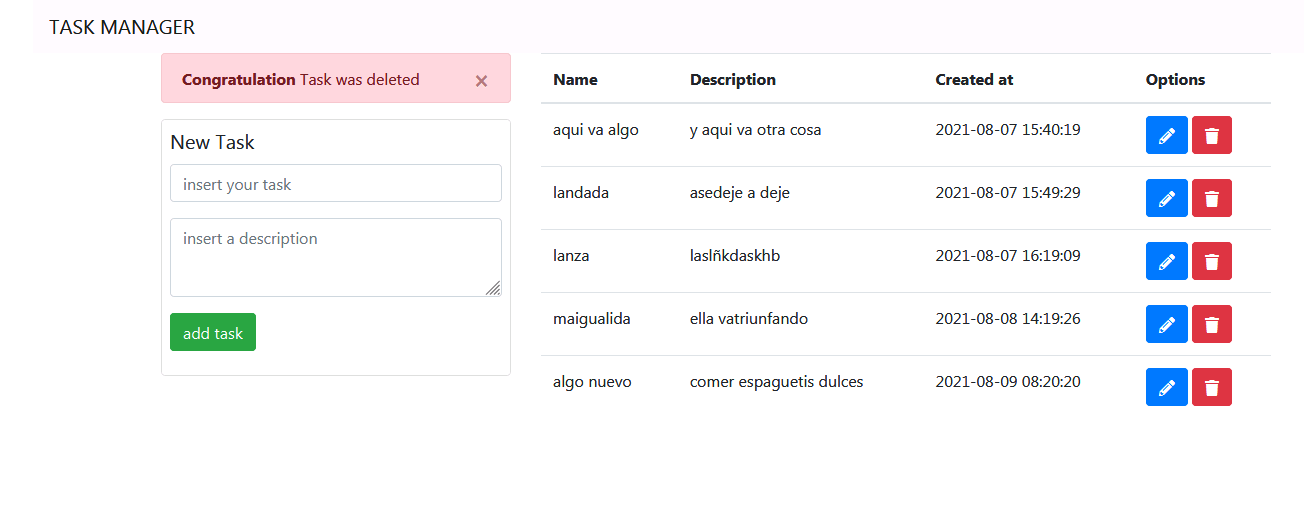 TASK MANAGER
Congratulation Task was deleted ×
New Task
insert your task
insert a description
add task
Name Description Created at Options
aqui va algo y aqui va otra cosa 2021-08-07 15:40:19
landada asedeje a deje 2021-08-07 15:49:29
lanza laslñkdaskhb 2021-08-07 16:19:09
maigualida ella vatriunfando 2021-08-08 14:19:26
algo nuevo comer espaguetis dulces 2021-08-09 08:20:20